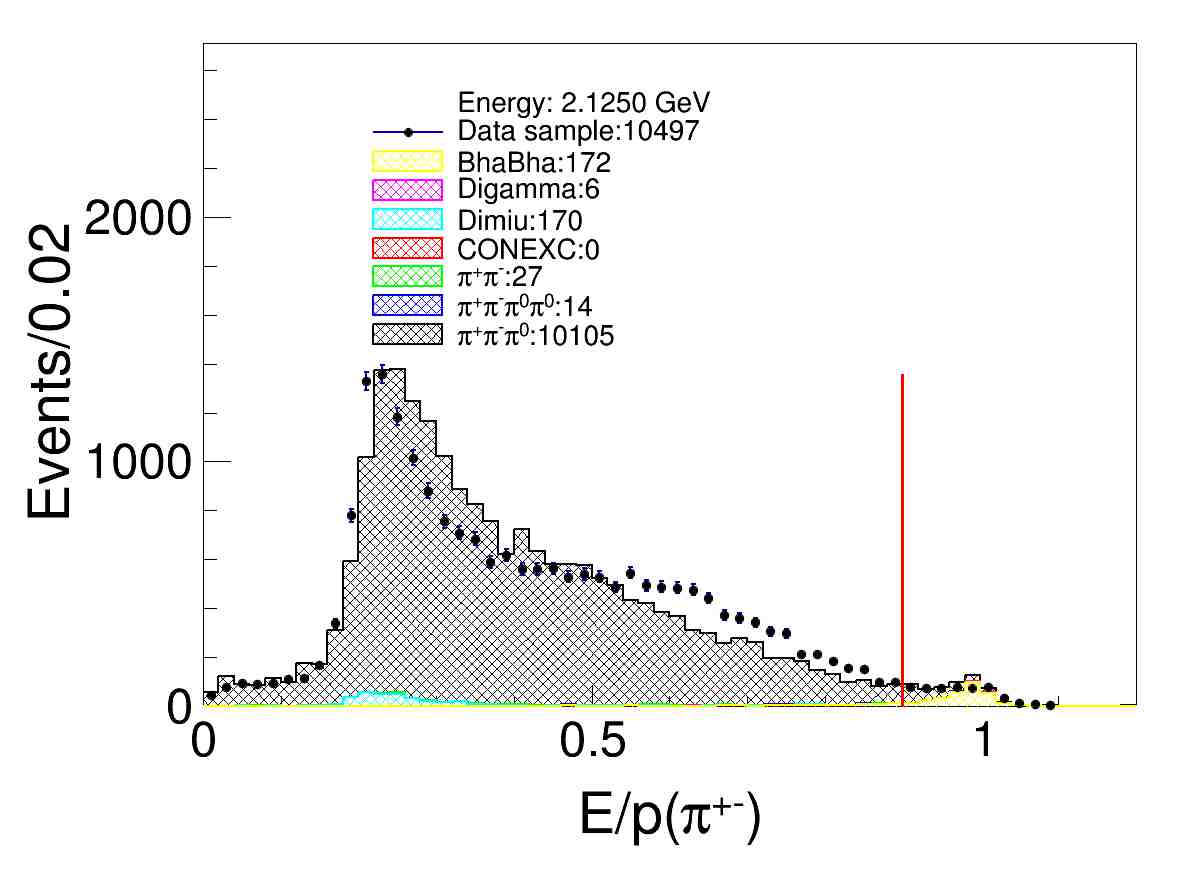 Energy: 2.1250 GeV
Data sample:10497
BhaBha:172
Digamma:6
Dimiu:170
CONEXC:0
π⁺π⁻:27
π⁺π⁻π⁰π⁰:14
π⁺π⁻π⁰:10105
Events/0.02
2000
1000
0
0 0.5 1
E/p(π⁺⁻)